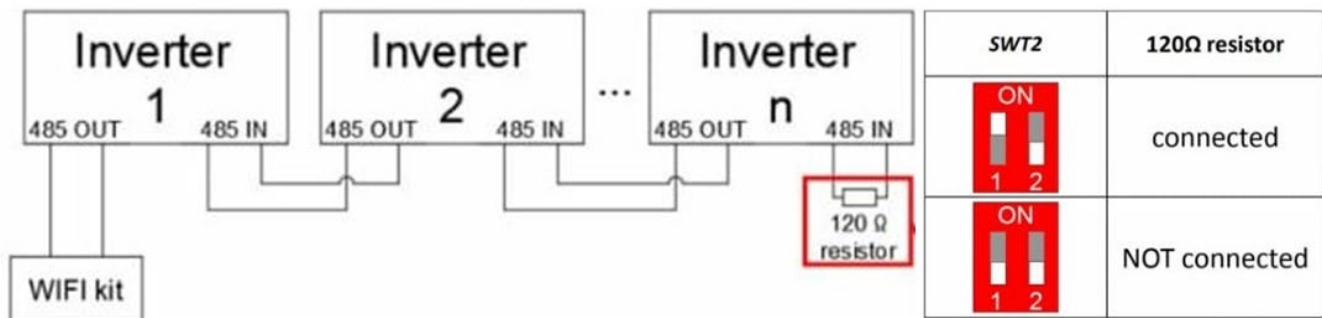 Inverter
1
485 OUT
485 IN
Inverter
2
485 OUT
485 IN
...
Inverter
n
485 OUT
485 IN
120 Ω
resistor
WIFI kit
SWT2
120Ω resistor
ON
1 2
connected
ON
1 2
NOT connected